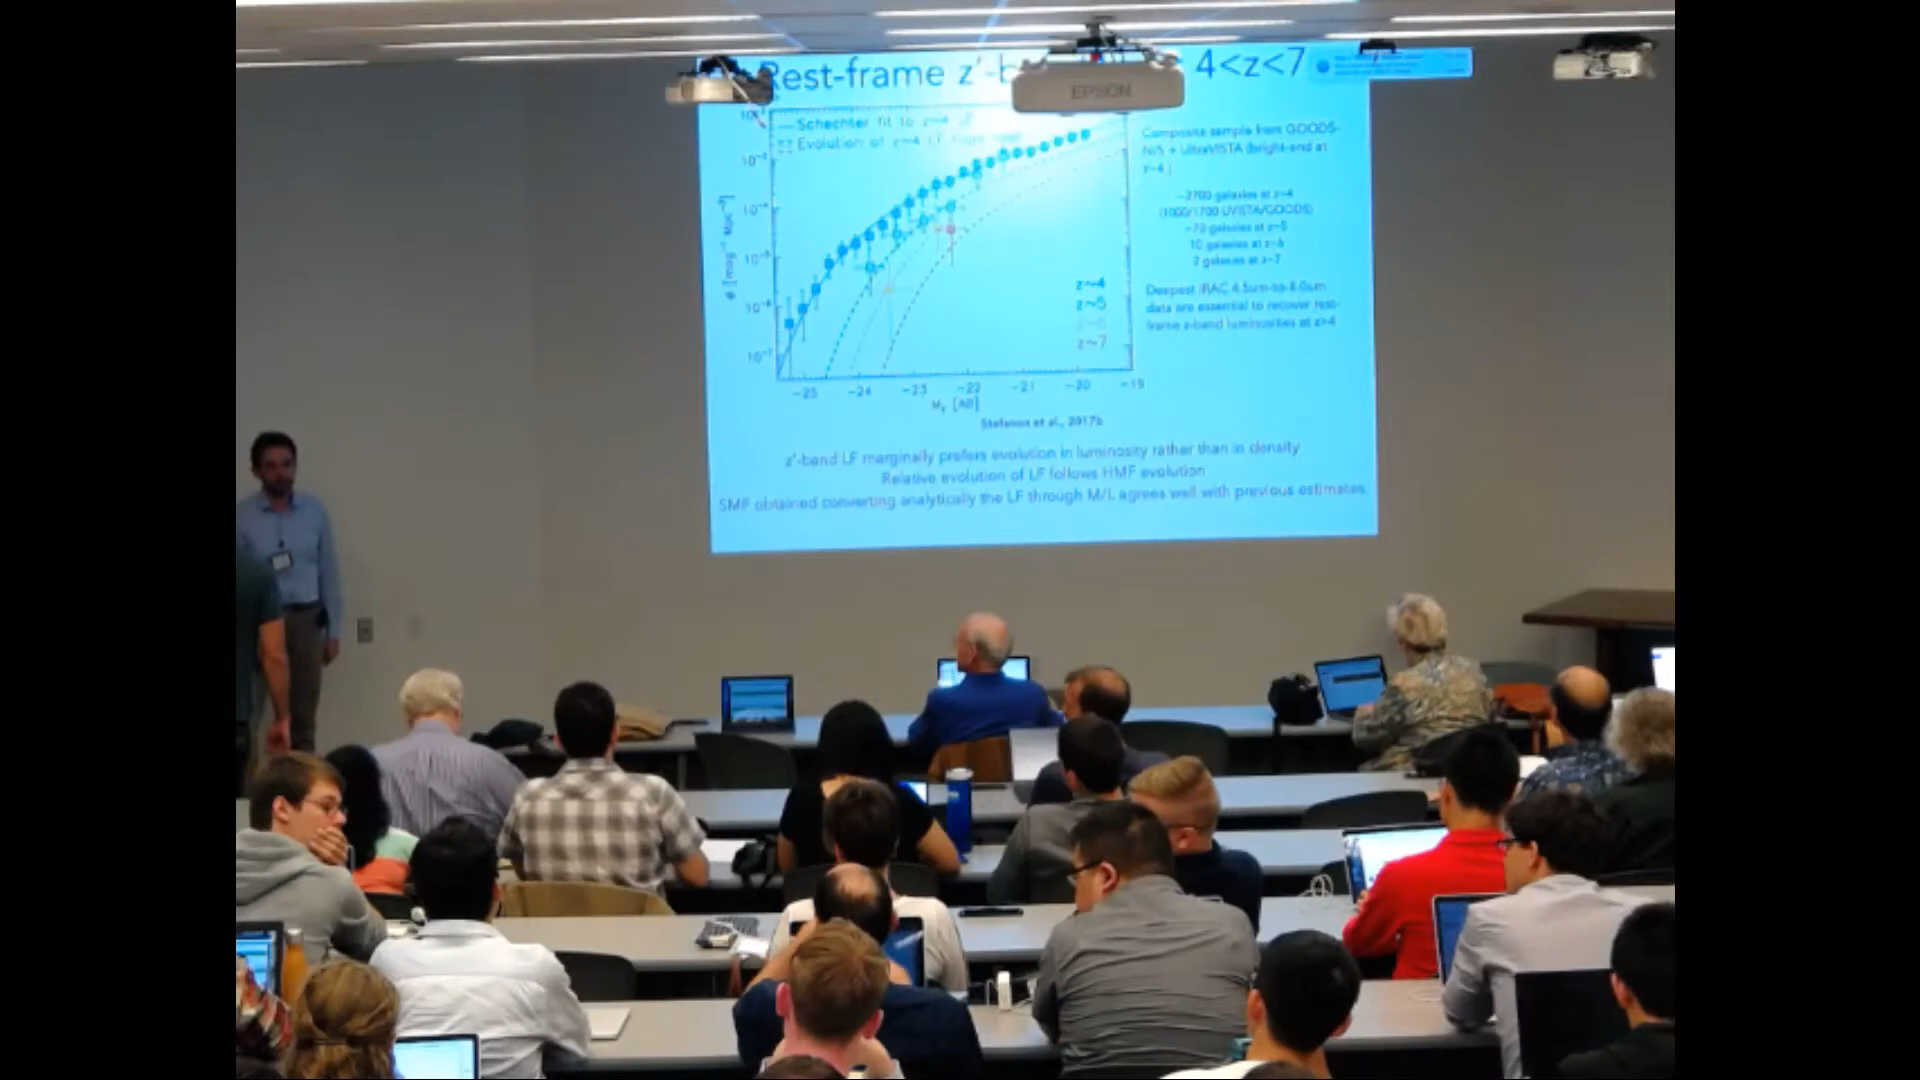 Rest-frame z'-b
4<z<7
EPSON
Schechter fit to z~4
Evolution of z~4 LF
Composite sample from GOODS-
N/S + UltraVISTA (bright-end at
z~4)
~2700 galaxies at z~4
(1000/1700 UVISTA/GOODS)
~70 galaxies at z~5
10 galaxies at z~6
2 galaxies at z~7
Deepest IRAC 4.5um-to-8.0um
data are essential to recover rest-
frame z-band luminosities at z>4
z~4
z~5
z~6
z~7
-25 -24 -23 -22 -21 -20 -19
Stefanon et al., 2017b
z'-band LF marginally prefers evolution in luminosity rather than in density
Relative evolution of LF follows HMF evolution
SMF obtained converting analytically the LF through M/L agrees well with previous estimates